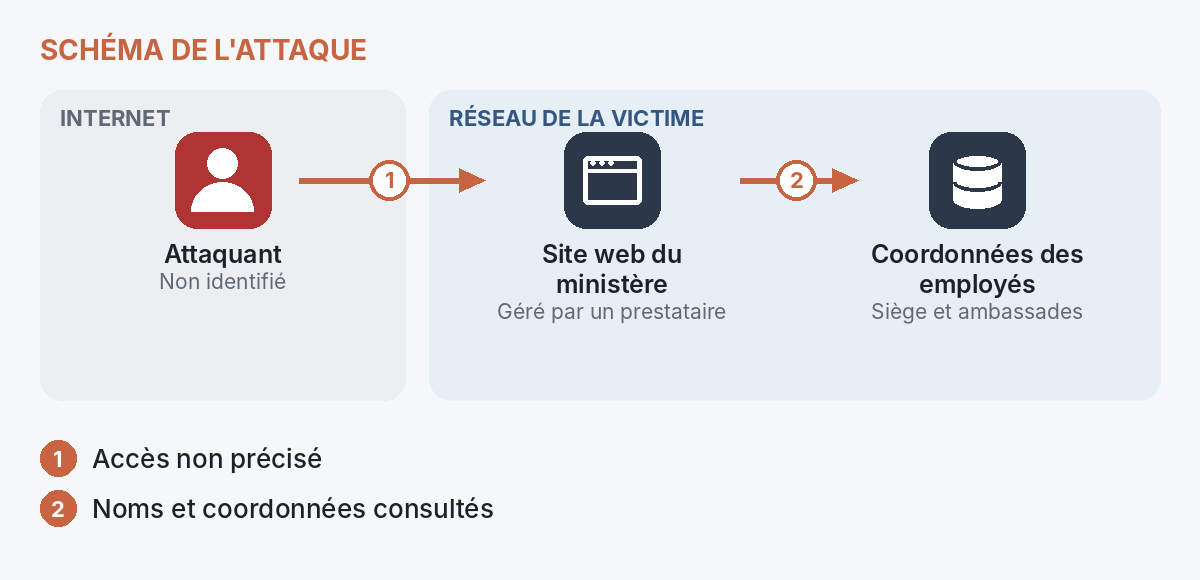 SCHÉMA DE L'ATTAQUE
INTERNET
RÉSEAU DE LA VICTIME
1
2
Attaquant
Non identifié
Site web du
ministère
Géré par un prestataire
Coordonnées des
employés
Siège et ambassades
1 Accès non précisé
2 Noms et coordonnées consultés